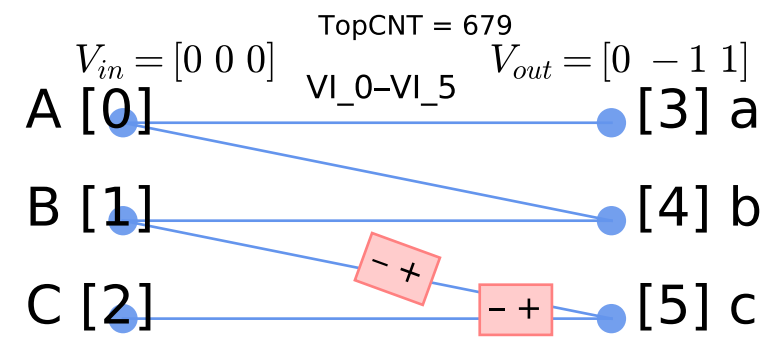 TopCNT = 679
V_in = [0 0 0]
V_out = [0 −1 1]
VI_0–VI_5
A [0]
[3] a
B [1]
[4] b
− +
C [2]
− +
[5] c